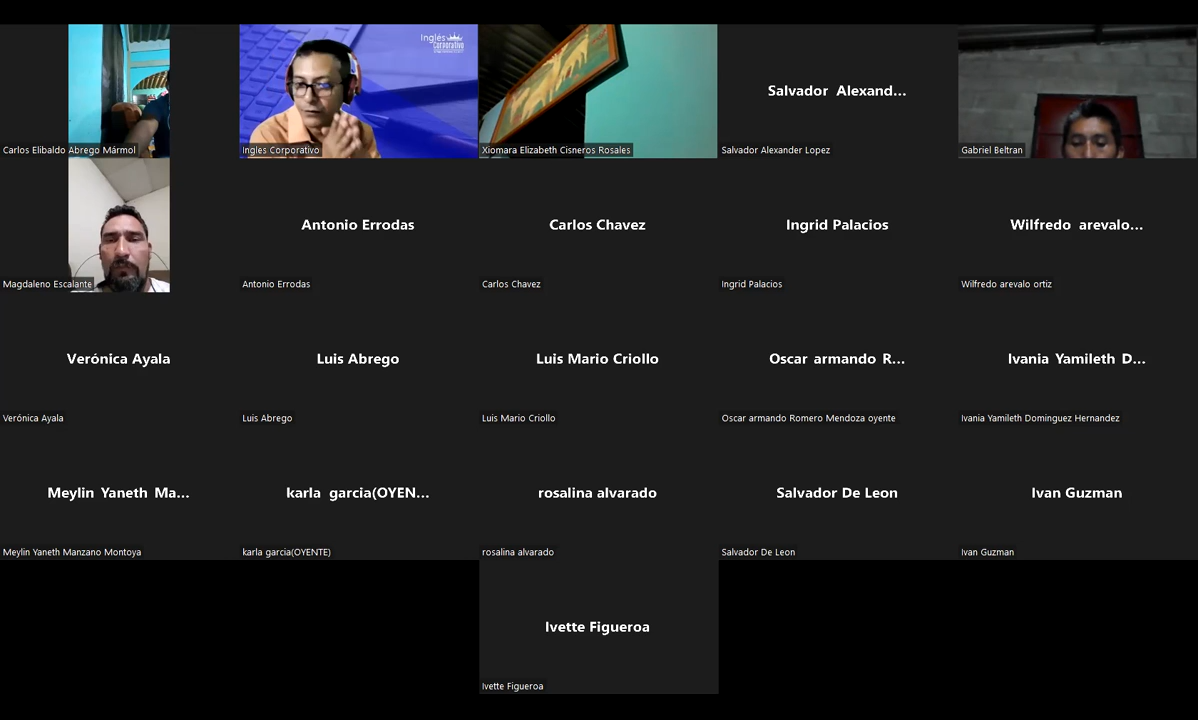 Inglés
Corporativo
Salvador Alexand...
Carlos Elibaldo Abrego Mármol
Ingles Corporativo
Xiomara Elizabeth Cisneros Rosales
Salvador Alexander Lopez
Gabriel Beltran
Antonio Errodas
Carlos Chavez
Ingrid Palacios
Wilfredo arevalo...
Magdaleno Escalante
Antonio Errodas
Carlos Chavez
Ingrid Palacios
Wilfredo arevalo ortiz
Verónica Ayala
Luis Abrego
Luis Mario Criollo
Oscar armando R...
Ivania Yamileth D...
Verónica Ayala
Luis Abrego
Luis Mario Criollo
Oscar armando Romero Mendoza oyente
Ivania Yamileth Dominguez Hernandez
Meylin Yaneth Ma...
karla garcia(OYEN...
rosalina alvarado
Salvador De Leon
Ivan Guzman
Meylin Yaneth Manzano Montoya
karla garcia(OYENTE)
rosalina alvarado
Salvador De Leon
Ivan Guzman
Ivette Figueroa
Ivette Figueroa